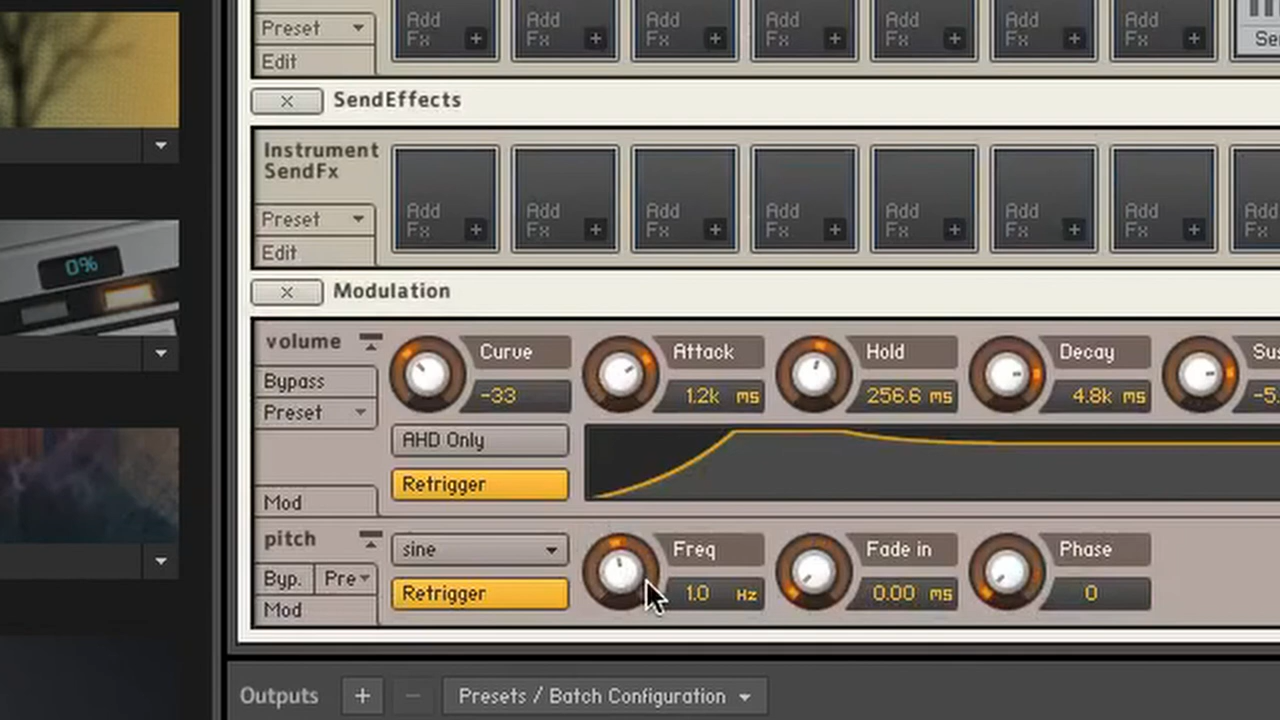 Preset
Add Fx + Add Fx + Add Fx + Add Fx + Add Fx + Add Fx + Add Fx +
Edit
× SendEffects
Instrument SendFx
Preset
Add Fx + Add Fx + Add Fx + Add Fx + Add Fx + Add Fx + Add Fx + Add Fx
Edit
0%
× Modulation
volume Curve Attack Hold Decay
Bypass -33 1.2k ms 256.6 ms 4.8k ms
Preset
AHD Only
Retrigger
Mod
pitch sine Freq Fade in Phase
Byp. Pre Retrigger 1.0 Hz 0.00 ms 0
Mod
Outputs + − Presets / Batch Configuration